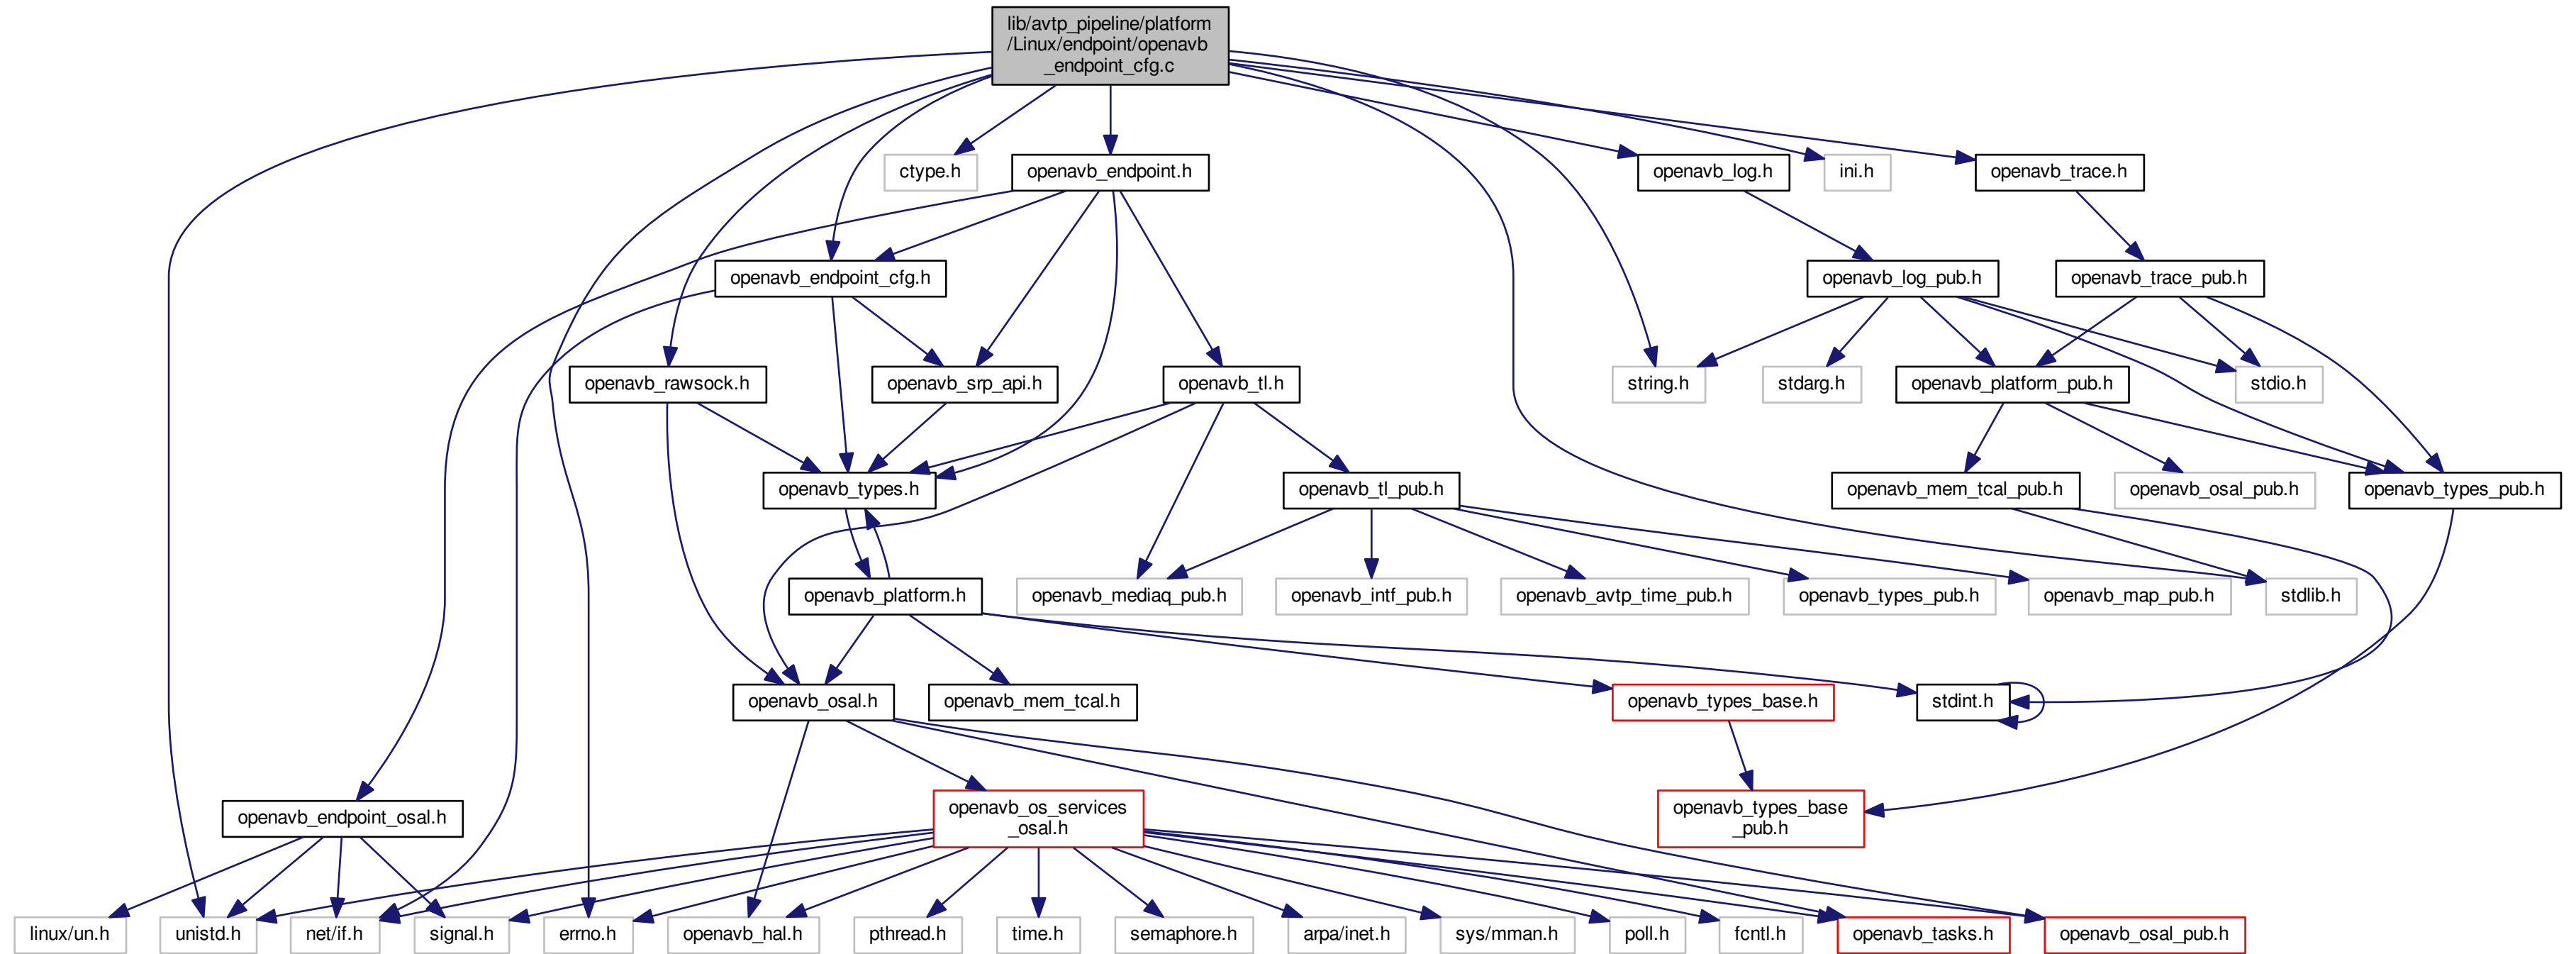 lib/avtp_pipeline/platform
/Linux/endpoint/openavb
_endpoint_cfg.c
ctype.h
openavb_endpoint.h
openavb_log.h
ini.h
openavb_trace.h
openavb_endpoint_cfg.h
openavb_log_pub.h
openavb_trace_pub.h
openavb_rawsock.h
openavb_srp_api.h
openavb_tl.h
string.h
stdarg.h
openavb_platform_pub.h
stdio.h
openavb_types.h
openavb_tl_pub.h
openavb_mem_tcal_pub.h
openavb_osal_pub.h
openavb_types_pub.h
openavb_platform.h
openavb_mediaq_pub.h
openavb_intf_pub.h
openavb_avtp_time_pub.h
openavb_types_pub.h
openavb_map_pub.h
stdlib.h
openavb_osal.h
openavb_mem_tcal.h
openavb_types_base.h
stdint.h
openavb_endpoint_osal.h
openavb_os_services
_osal.h
openavb_types_base
_pub.h
linux/un.h
unistd.h
net/if.h
signal.h
errno.h
openavb_hal.h
pthread.h
time.h
semaphore.h
arpa/inet.h
sys/mman.h
poll.h
fcntl.h
openavb_tasks.h
openavb_osal_pub.h